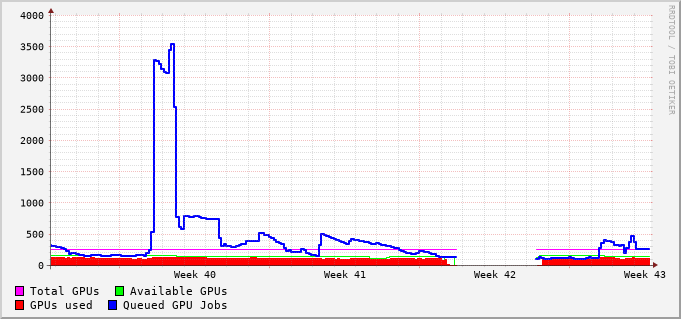 4000
3500
3000
2500
2000
1500
1000
500
0
Week 40 Week 41 Week 42 Week 43
Total GPUs Available GPUs
GPUs used Queued GPU Jobs
RRDTOOL / TOBI OETIKER